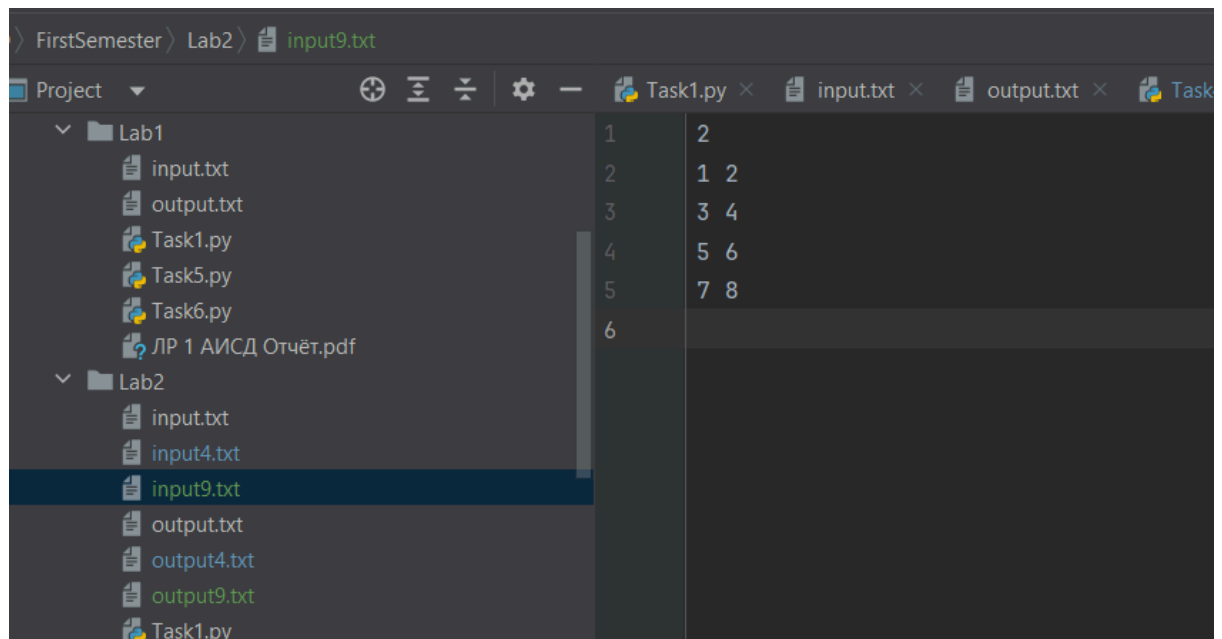 FirstSemester 〉 Lab2 〉 input9.txt
Project
Task1.py × input.txt × output.txt × Task
Lab1
input.txt
output.txt
Task1.py
Task5.py
Task6.py
ЛР 1 АИСД Отчёт.pdf
Lab2
input.txt
input4.txt
input9.txt
output.txt
output4.txt
output9.txt
Task1.py
1 2
2 1 2
3 3 4
4 5 6
5 7 8
6